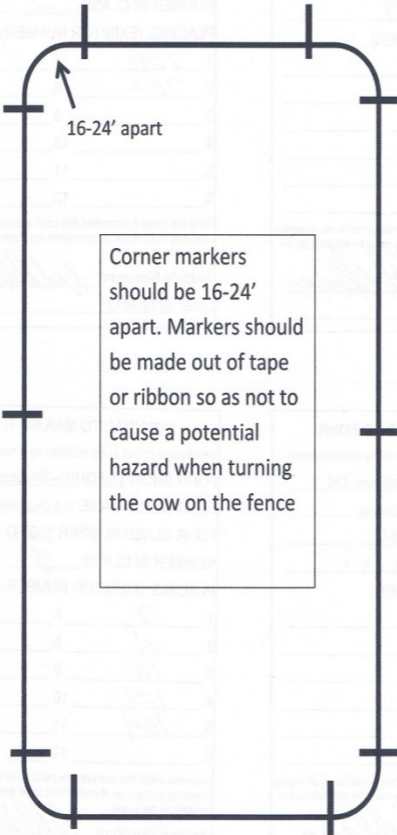 16-24' apart
Corner markers
should be 16-24'
apart. Markers should
be made out of tape
or ribbon so as not to
cause a potential
hazard when turning
the cow on the fence